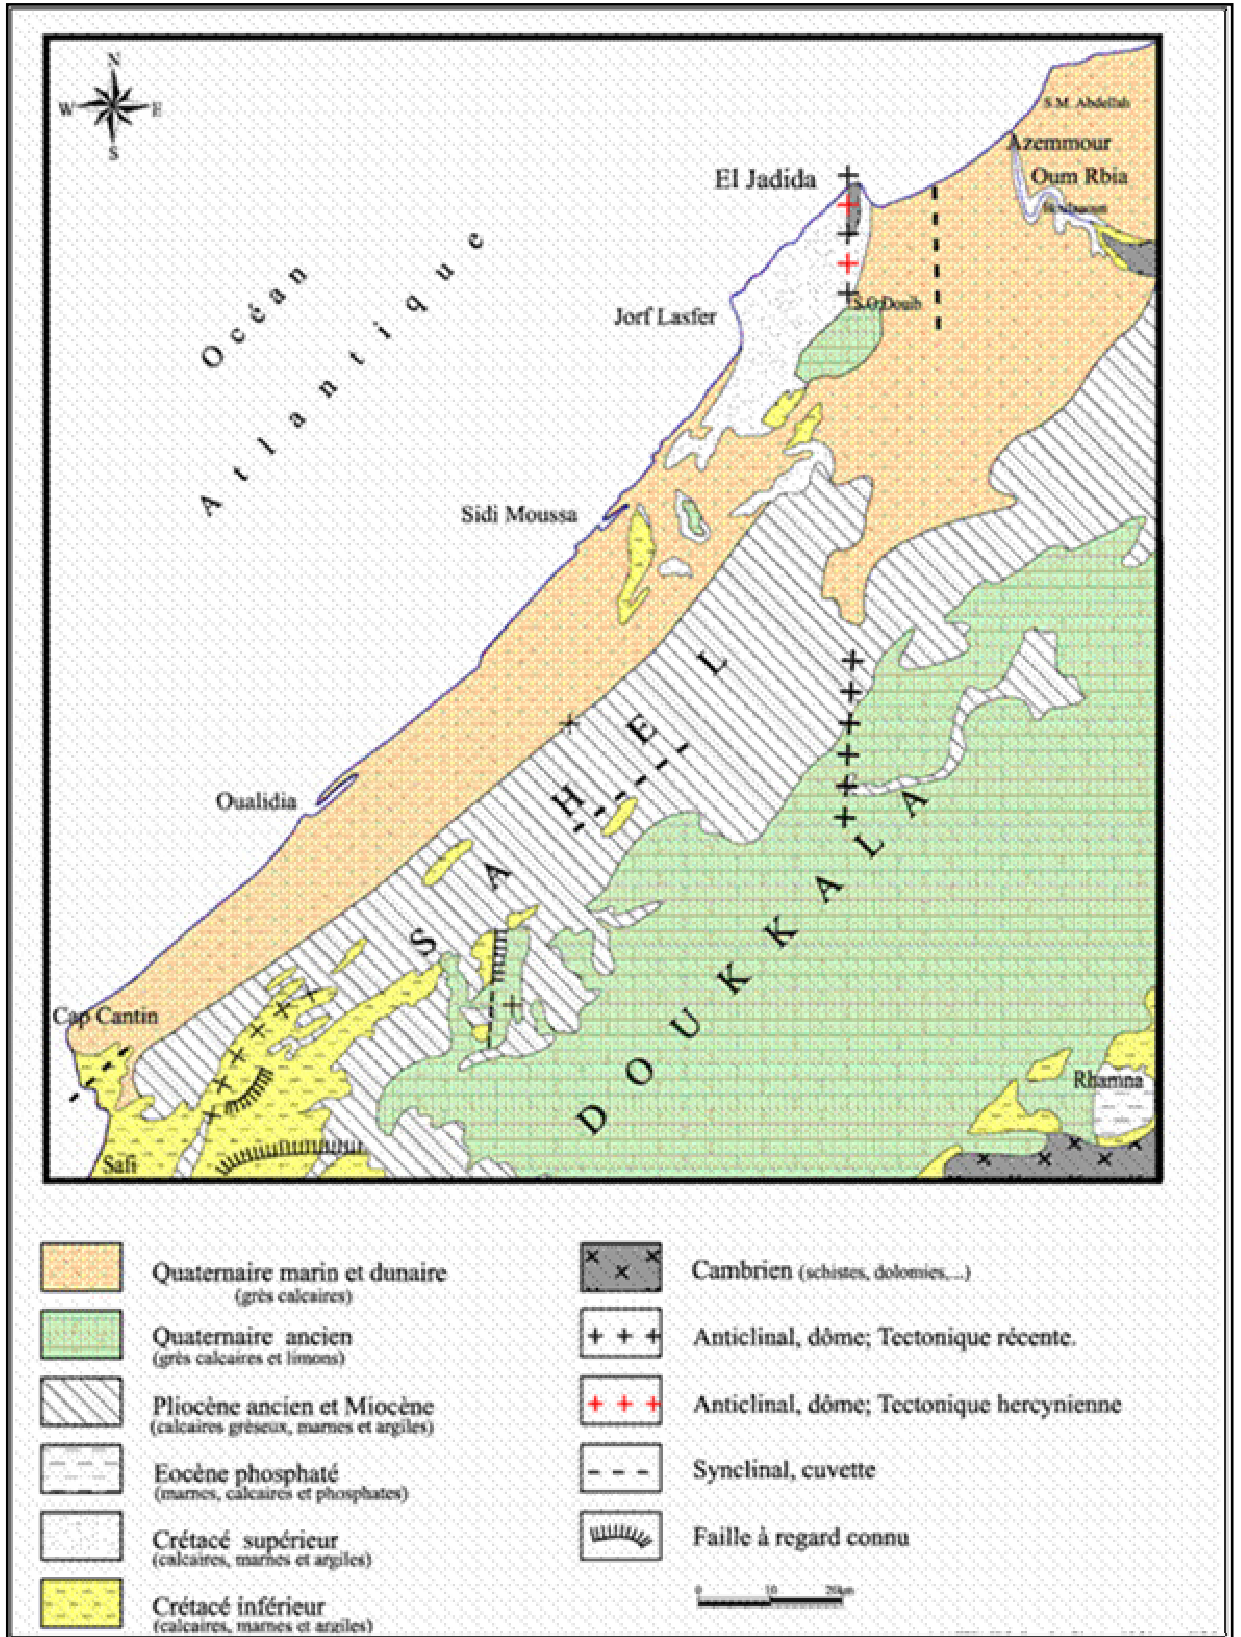 N
W E
S
S.M. Abdellah
Azemmour
Oum Rbia
El Jadida
S.O.Douib
Jorf Lasfer
Océan
Atlantique
Sidi Moussa
Oualidia
SAHEL
DOUKKALA
Cap Cantin
Rhamna
Safi
Quaternaire marin et dunaire
(grès calcaires)
Quaternaire ancien
(grès calcaires et limons)
Pliocène ancien et Miocène
(calcaires gréseux, marnes et argiles)
Eocène phosphaté
(marnes, calcaires et phosphates)
Crétacé supérieur
(calcaires, marnes et argiles)
Crétacé inférieur
(calcaires, marnes et argiles)
Cambrien (schistes, dolomies,...)
Anticlinal, dôme; Tectonique récente.
Anticlinal, dôme; Tectonique hercynienne
Synclinal, cuvette
Faille à regard connu
0 10 20km